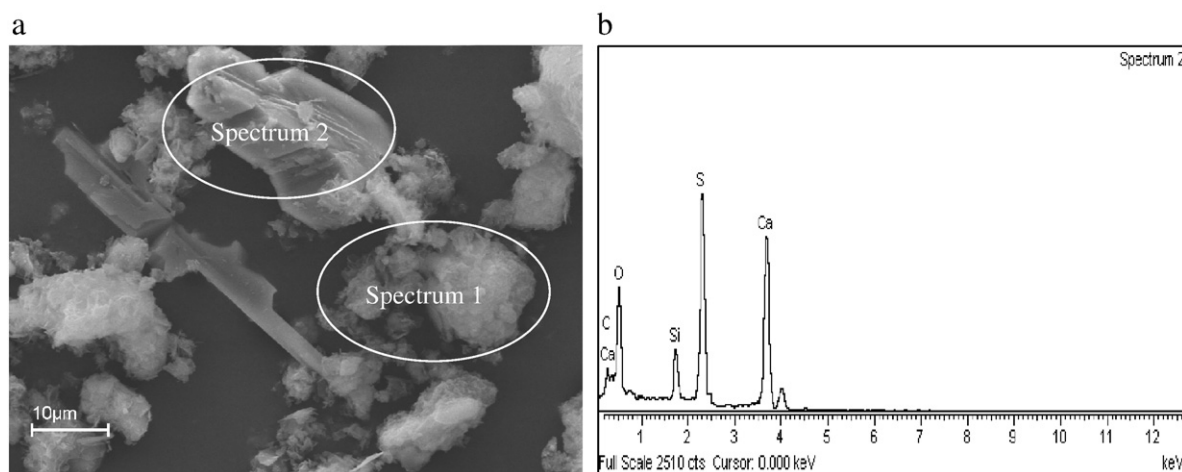 a
b
Spectrum 2
Spectrum 1
10µm
Spectrum 2
S
Ca
O
Si
C
Ca
1 2 3 4 5 6 7 8 9 10 11 12
Full Scale 2510 cts Cursor: 0.000 keV keV